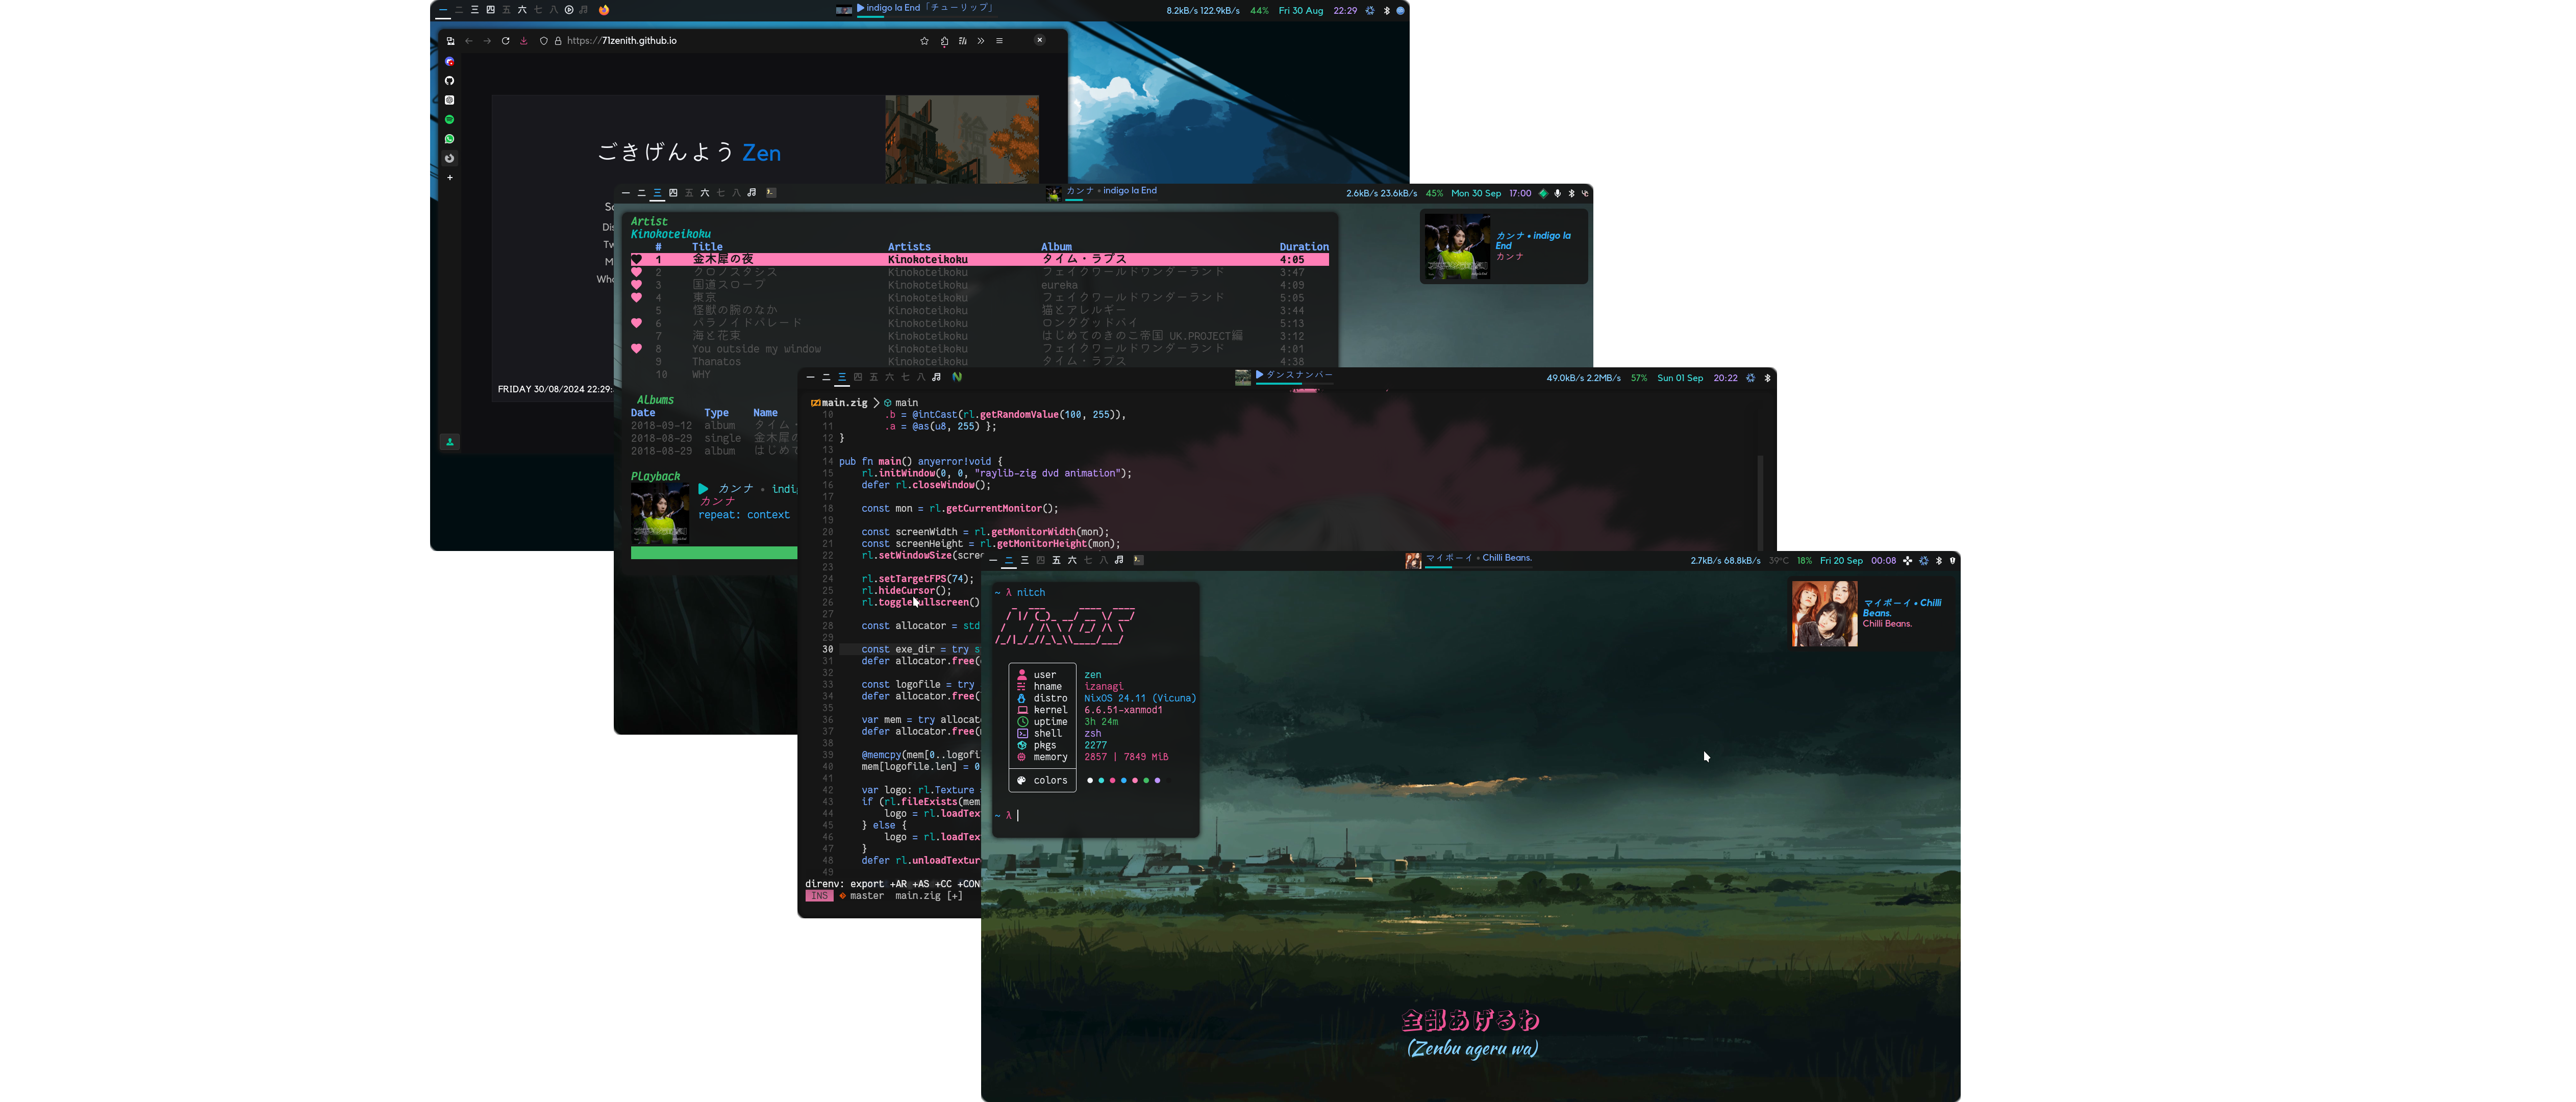 一 二 三 四 五 六 七 八
indigo la End「チューリップ」
8.2kB/s 122.9kB/s 44% Fri 30 Aug 22:29
https://71zenith.github.io
ごきげんよう Zen
FRIDAY 30/08/2024 22:29:
一 二 三 四 五 六 七 八
カンナ • indigo la End
2.6kB/s 23.6kB/s 45% Mon 30 Sep 17:00
カンナ • indigo la
End
カンナ
Artist
Kinokoteikoku
# Title Artists Album Duration
1 金木犀の夜 Kinokoteikoku タイム・ラプス 4:05
2 クロノスタシス Kinokoteikoku フェイクワールドワンダーランド 3:47
3 国道スロープ Kinokoteikoku eureka 4:09
4 東京 Kinokoteikoku フェイクワールドワンダーランド 5:05
5 怪獣の腕のなか Kinokoteikoku 猫とアレルギー 3:44
6 パラノイドパレード Kinokoteikoku ロンググッドバイ 5:13
7 海と花束 Kinokoteikoku はじめてのきのこ帝国 UK.PROJECT編 3:12
8 You outside my window Kinokoteikoku フェイクワールドワンダーランド 4:01
9 Thanatos Kinokoteikoku タイム・ラプス 4:38
10 WHY
Albums
Date Type Name
2018-09-12 album タイム・
2018-08-29 single 金木犀の
2018-08-29 album はじめて
Playback
カンナ • indi
カンナ
repeat: context
一 二 三 四 五 六 七 八
ダンスナンバー
49.0kB/s 2.2MB/s 57% Sun 01 Sep 20:22
main.zig > main
10 .b = @intCast(rl.getRandomValue(100, 255)),
11 .a = @as(u8, 255) };
12 }
13
14 pub fn main() anyerror!void {
15 rl.initWindow(0, 0, "raylib-zig dvd animation");
16 defer rl.closeWindow();
17
18 const mon = rl.getCurrentMonitor();
19
20 const screenWidth = rl.getMonitorWidth(mon);
21 const screenHeight = rl.getMonitorHeight(mon);
22 rl.setWindowSize(scree
23
24 rl.setTargetFPS(74);
25 rl.hideCursor();
26 rl.toggleFullscreen()
27
28 const allocator = std
29
30 const exe_dir = try s
31 defer allocator.free(
32
33 const logofile = try
34 defer allocator.free(
35
36 var mem = try allocat
37 defer allocator.free(
38
39 @memcpy(mem[0..logofi
40 mem[logofile.len] = 0
41
42 var logo: rl.Texture
43 if (rl.fileExists(mem
44 logo = rl.loadTex
45 } else {
46 logo = rl.loadTex
47 }
48 defer rl.unloadTextur
49
direnv: export +AR +AS +CC +CON
INS master main.zig [+]
一 二 三 四 五 六 七 八
マイボーイ • Chilli Beans.
2.7kB/s 68.8kB/s 39°C 18% Fri 20 Sep 00:08
マイボーイ • Chilli
Beans.
Chilli Beans.
~ λ nitch
user zen
hname izanagi
distro NixOS 24.11 (Vicuna)
kernel 6.6.51-xanmod1
uptime 3h 24m
shell zsh
pkgs 2277
memory 2857 | 7849 MiB
colors
~ λ
全部あげるわ
(Zenbu ageru wa)